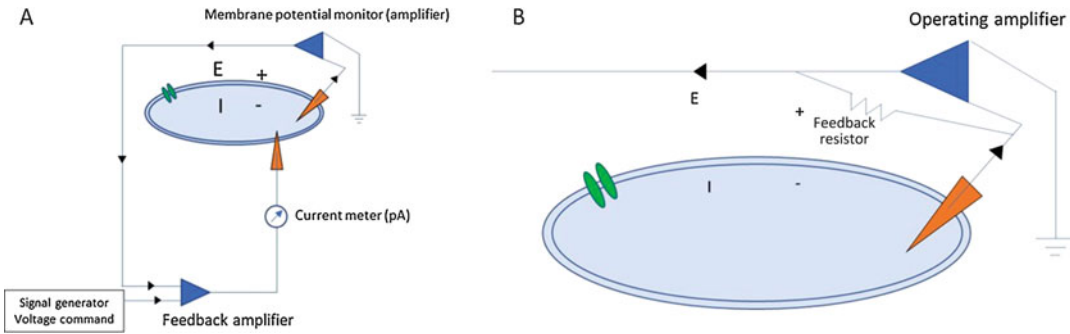 A
Membrane potential monitor (amplifier)
E +
I -
Current meter (pA)
Signal generator
Voltage command
Feedback amplifier
B
Operating amplifier
E
+
Feedback
resistor
I -